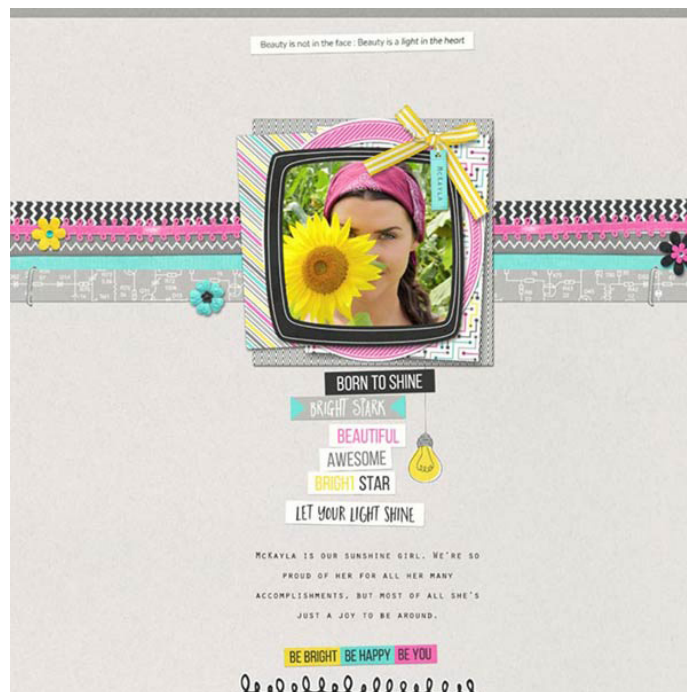 Beauty is not in the face ; Beauty is a light in the heart
McKayla
BORN TO SHINE
BRIGHT SPARK
BEAUTIFUL
AWESOME
BRIGHT STAR
LET YOUR LIGHT SHINE
McKayla is our sunshine girl. We're so
proud of her for all her many
accomplishments, but most of all she's
just a joy to be around.
BE BRIGHT BE HAPPY BE YOU